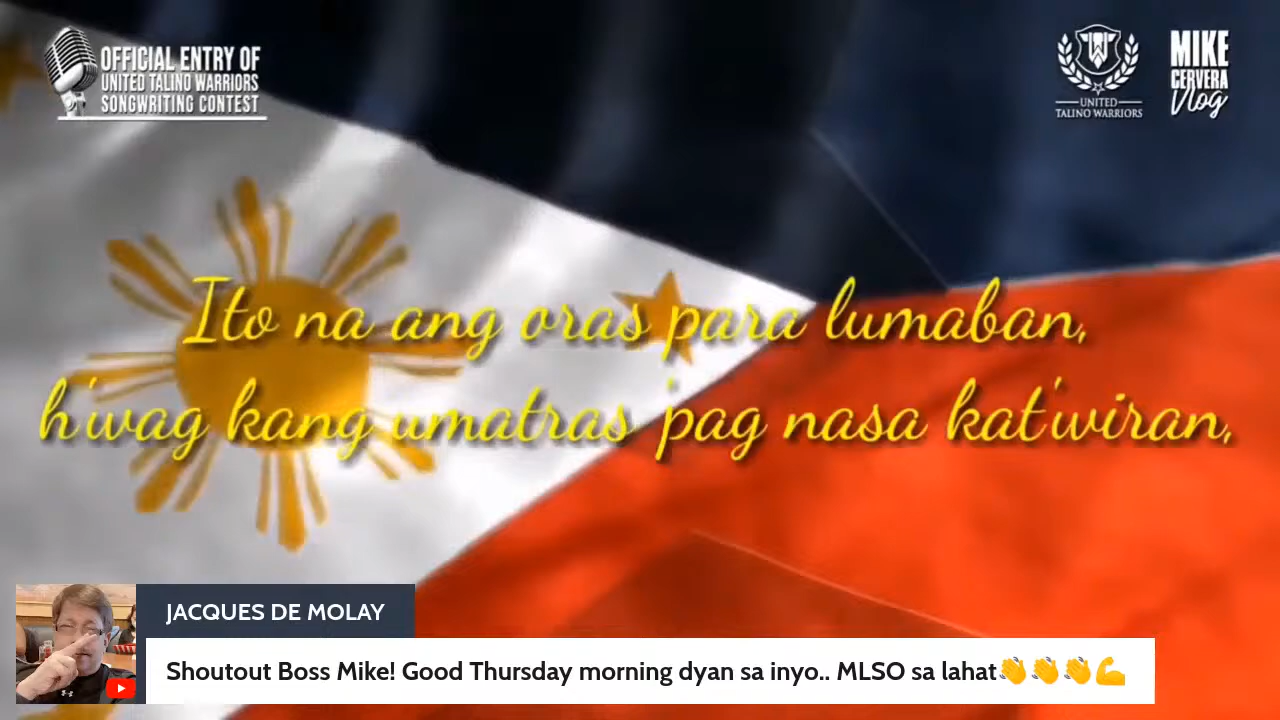 OFFICIAL ENTRY OF
UNITED TALINO WARRIORS
SONGWRITING CONTEST
UNITED
TALINO WARRIORS
MIKE
CERVERA
Vlog
Ito na ang oras para lumaban,
h'wag kang umatras 'pag nasa kat'wiran,
JACQUES DE MOLAY
Shoutout Boss Mike! Good Thursday morning dyan sa inyo.. MLSO sa lahat👋👋👋💪